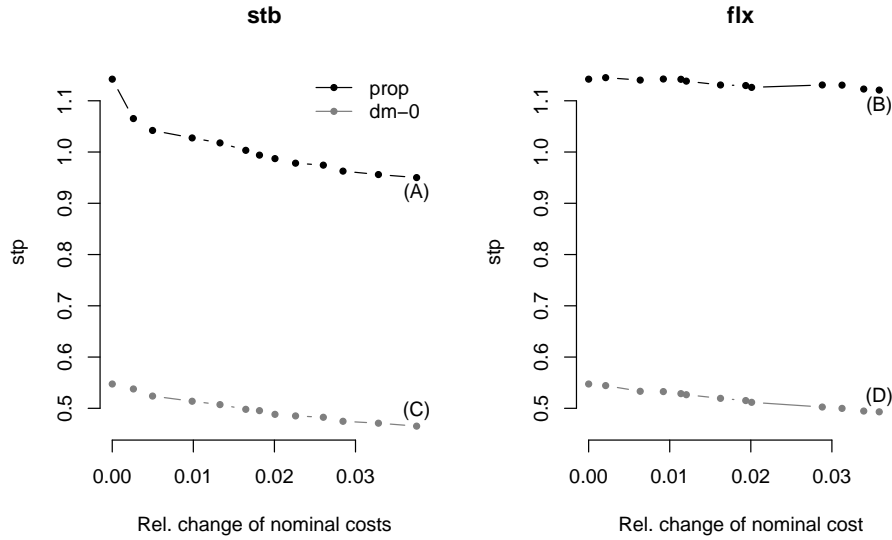 stb
prop
dm−0
(A)
(C)
stp
0.5 0.6 0.7 0.8 0.9 1.0 1.1
0.00 0.01 0.02 0.03
Rel. change of nominal costs
flx
(B)
(D)
stp
0.5 0.6 0.7 0.8 0.9 1.0 1.1
0.00 0.01 0.02 0.03
Rel. change of nominal cost